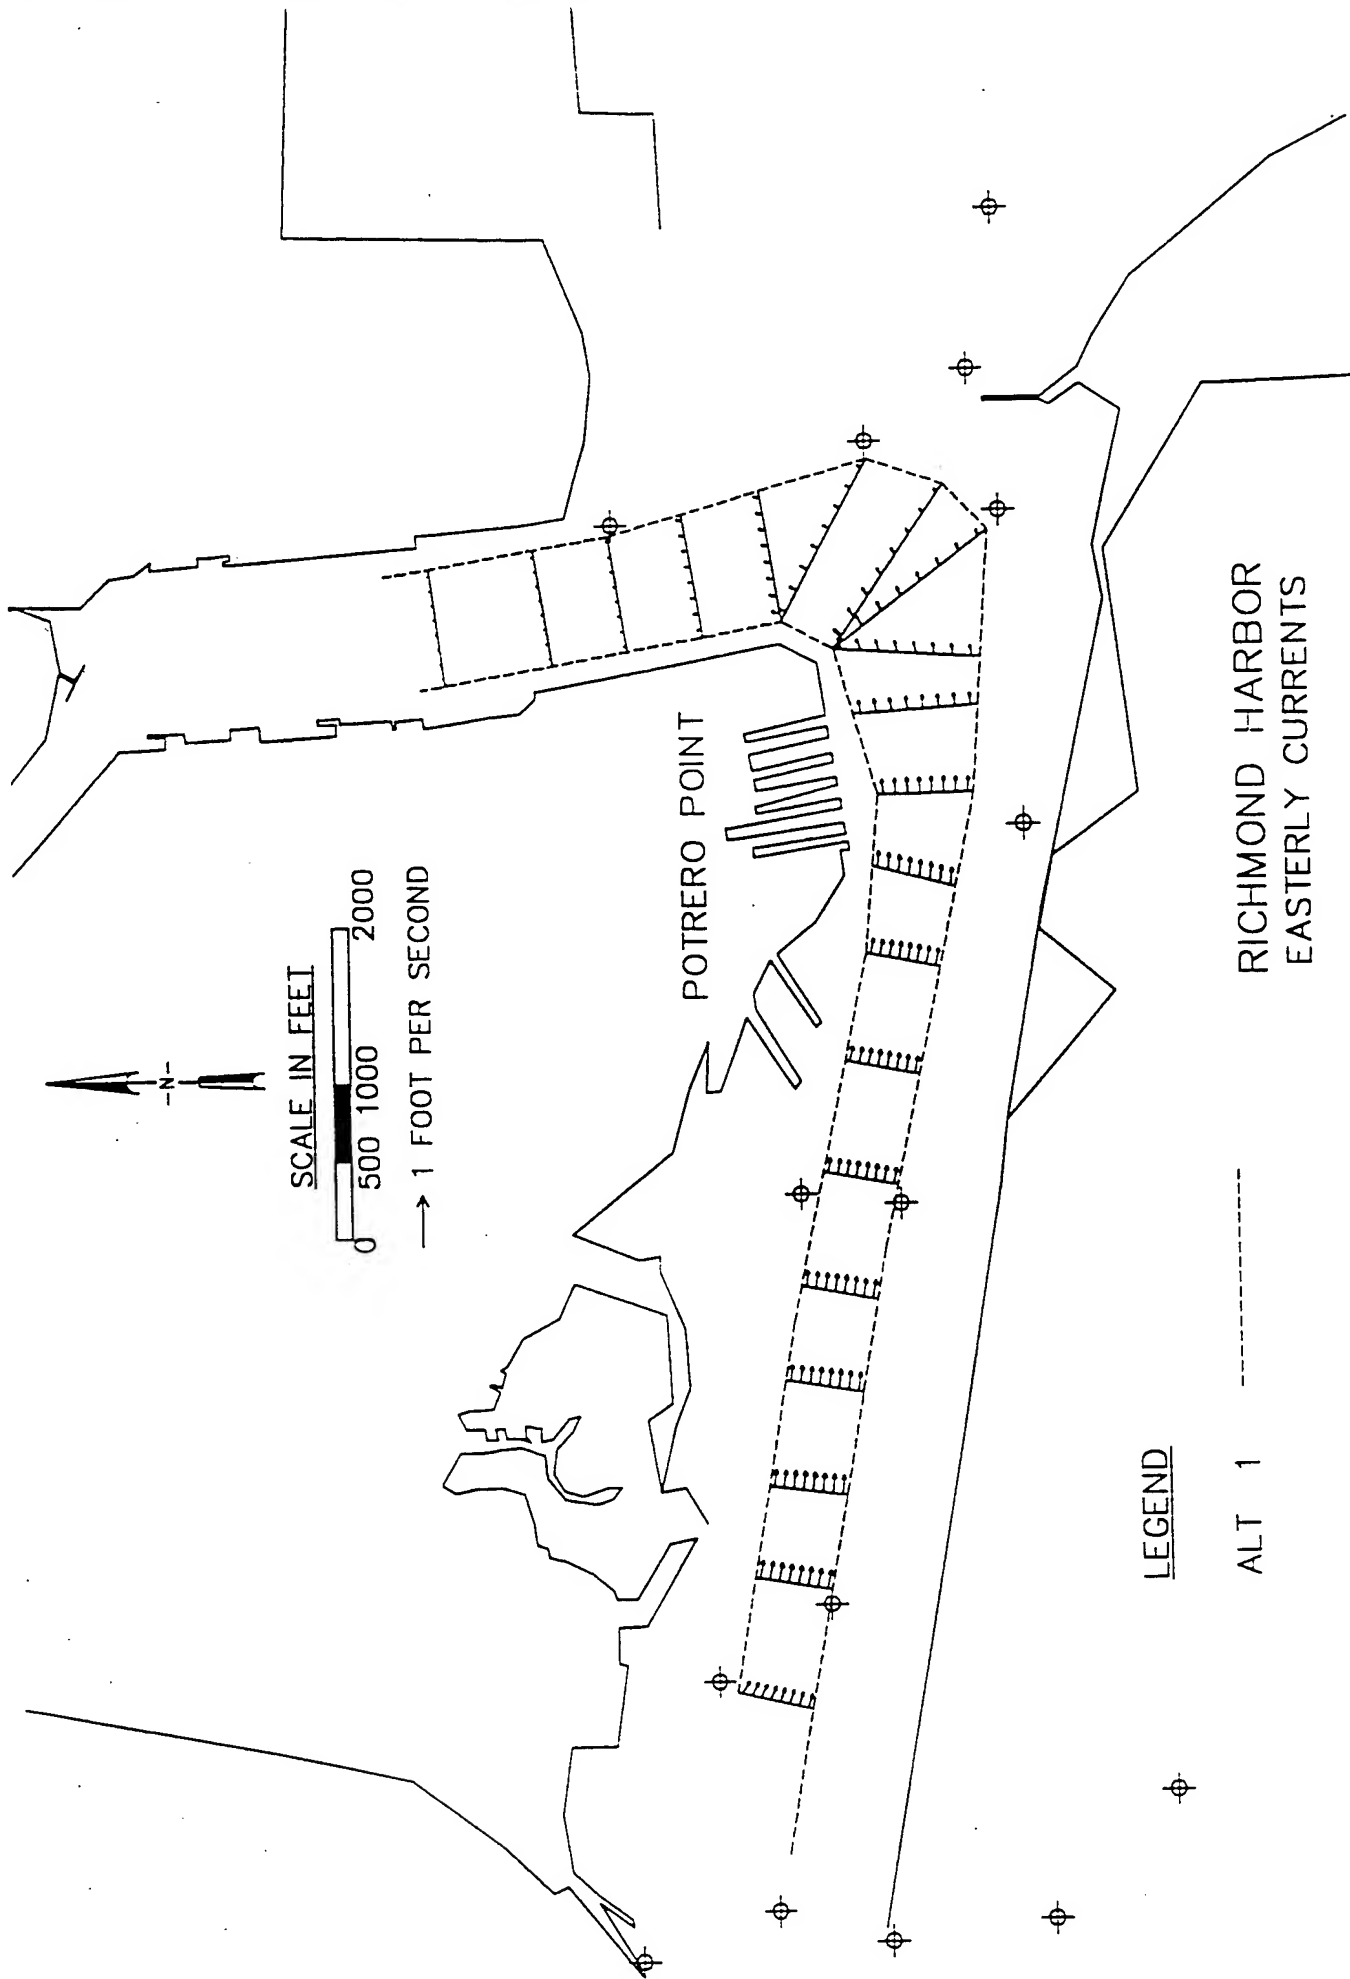 -N-
SCALE IN FEET
0 500 1000 2000
1 FOOT PER SECOND
POTRERO POINT
LEGEND
ALT 1
RICHMOND HARBOR
EASTERLY CURRENTS